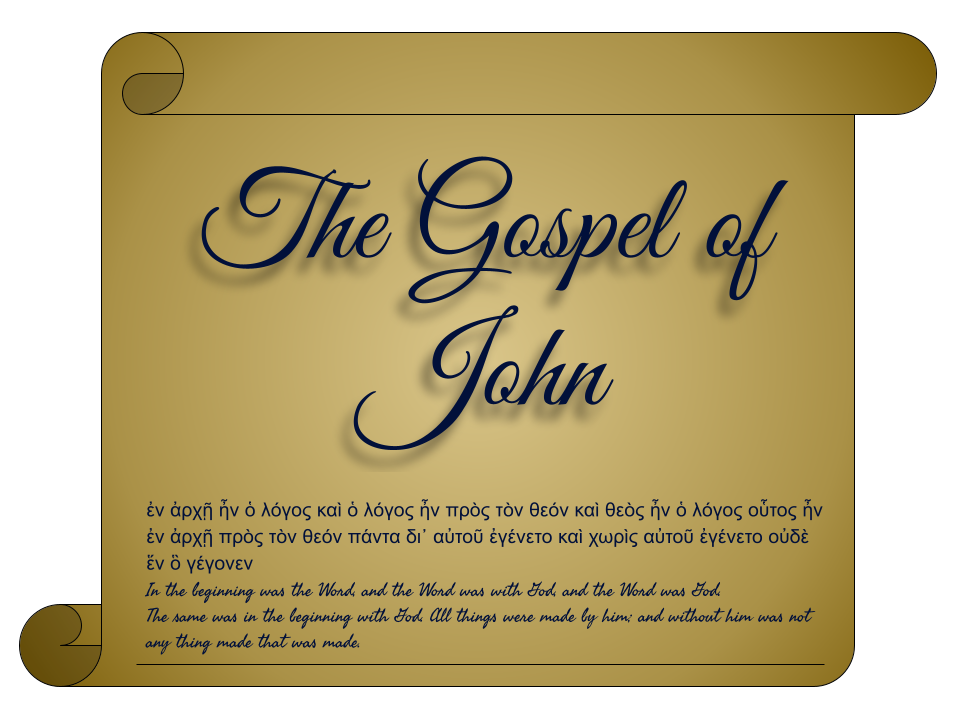 The Gospel of
John
ἐν ἀρχῇ ἦν ὁ λόγος καὶ ὁ λόγος ἦν πρὸς τὸν θεόν καὶ θεὸς ἦν ὁ λόγος οὗτος ἦν
ἐν ἀρχῇ πρὸς τὸν θεόν πάντα δι᾽ αὐτοῦ ἐγένετο καὶ χωρὶς αὐτοῦ ἐγένετο οὐδὲ
ἕν ὃ γέγονεν
In the beginning was the Word, and the Word was with God, and the Word was God.
The same was in the beginning with God. All things were made by him; and without him was not
any thing made that was made.